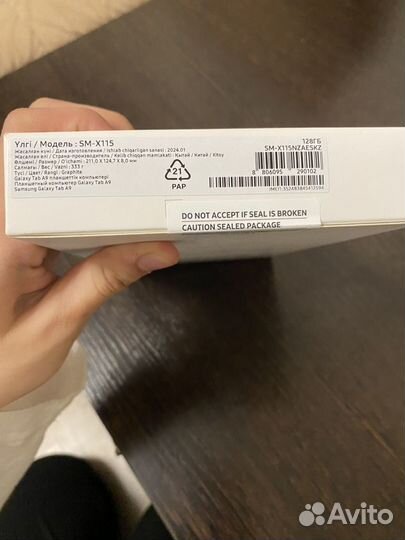 Үлгі / Модель : SM-X115
Жасалған күні / Дата изготовления / Ishlab chiqarilgan sanasi : 2024.01
Жасалған елі / Страна-производитель / Kelib chiqqan mamlakati : Қытай / Китай / Xitoy
Өлшемі / Размер / O'lchami : 211,0 X 124,7 X 8,0 мм
Салмағы / Вес / Vazni : 333 г
Түсі / Цвет / Rangi : Graphite
Galaxy Tab A9 планшеттік компьютері
Планшетный компьютер Galaxy Tab A9
Samsung Galaxy Tab A9
21
PAP
128ГБ
SM-X115NZAESKZ
8 806095 290102
DO NOT ACCEPT IF SEAL IS BROKEN
CAUTION SEALED PACKAGE
Avito